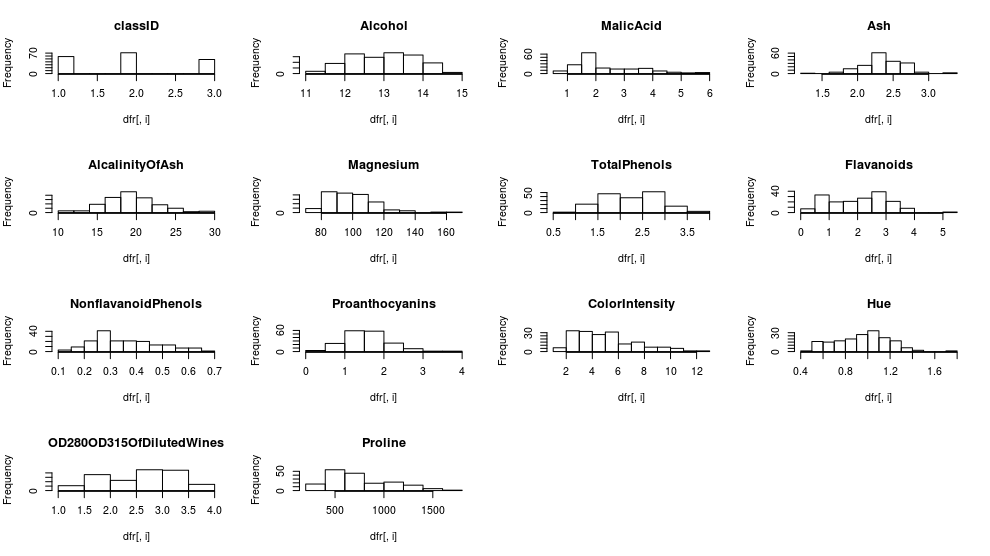 classID Alcohol MalicAcid Ash
Frequency 0 70 Frequency 0 Frequency 0 60 Frequency 0 60
1.0 1.5 2.0 2.5 3.0 11 12 13 14 15 1 2 3 4 5 6 1.5 2.0 2.5 3.0
dfr[, i] dfr[, i] dfr[, i] dfr[, i]
AlcalinityOfAsh Magnesium TotalPhenols Flavanoids
Frequency 0 Frequency 0 Frequency 0 50 Frequency 0 40
10 15 20 25 30 80 100 120 140 160 0.5 1.5 2.5 3.5 0 1 2 3 4 5
dfr[, i] dfr[, i] dfr[, i] dfr[, i]
NonflavanoidPhenols Proanthocyanins ColorIntensity Hue
Frequency 0 40 Frequency 0 60 Frequency 0 30 Frequency 0 30
0.1 0.2 0.3 0.4 0.5 0.6 0.7 0 1 2 3 4 2 4 6 8 10 12 0.4 0.8 1.2 1.6
dfr[, i] dfr[, i] dfr[, i] dfr[, i]
OD280OD315OfDilutedWines Proline
Frequency 0 Frequency 0 50
1.0 1.5 2.0 2.5 3.0 3.5 4.0 500 1000 1500
dfr[, i] dfr[, i]